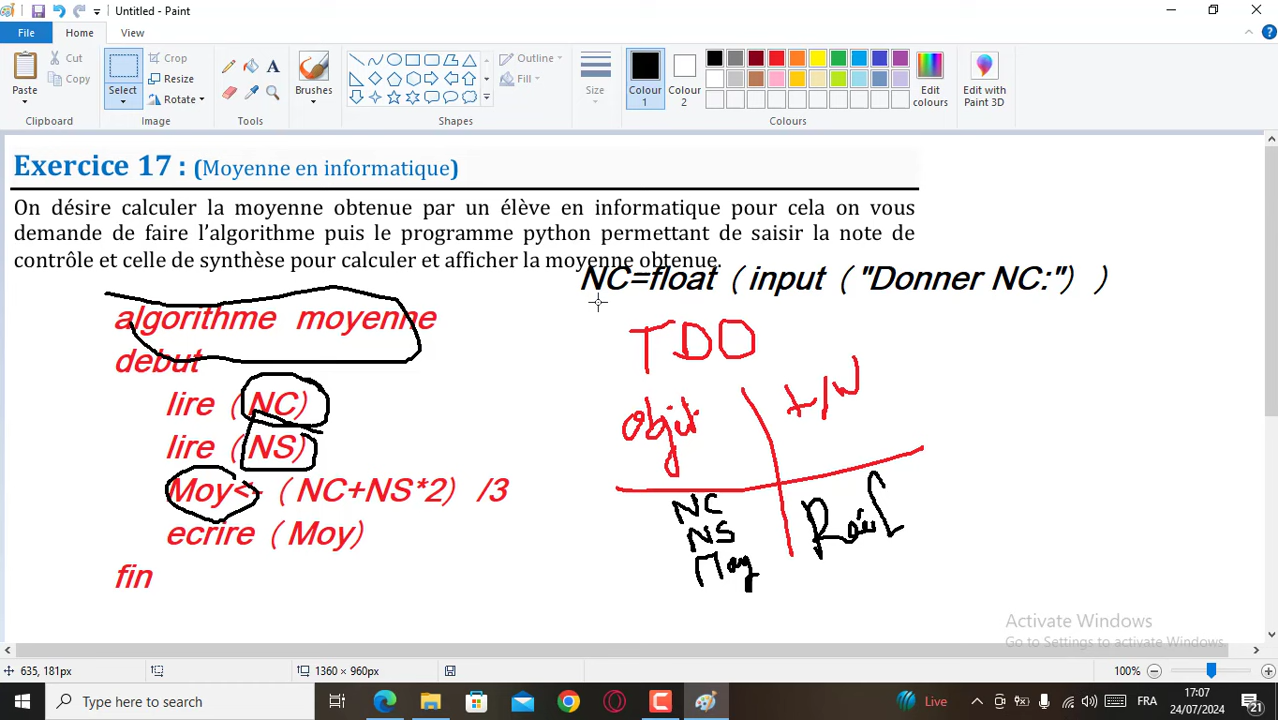 Untitled - Paint
File
Home
View
Paste
Cut
Copy
Clipboard
Select
Crop
Resize
Rotate
Image
Tools
Brushes
Shapes
Outline
Fill
Size
Colour 1
Colour 2
Colours
Edit colours
Edit with Paint 3D
Exercice 17 : (Moyenne en informatique)
On désire calculer la moyenne obtenue par un élève en informatique pour cela on vous
demande de faire l'algorithme puis le programme python permettant de saisir la note de
contrôle et celle de synthèse pour calculer et afficher la moyenne obtenue.
NC=float (input ("Donner NC:") )
algorithme moyenne
debut
lire (NC)
lire (NS)
Moy<- (NC+NS*2) /3
ecrire (Moy)
fin
TDO
objet
t/N
NC
NS
Moy
Réel
Activate Windows
Go to Settings to activate Windows.
635, 181px
1360 × 960px
100%
Type here to search
Live
FRA
17:07
24/07/2024
21